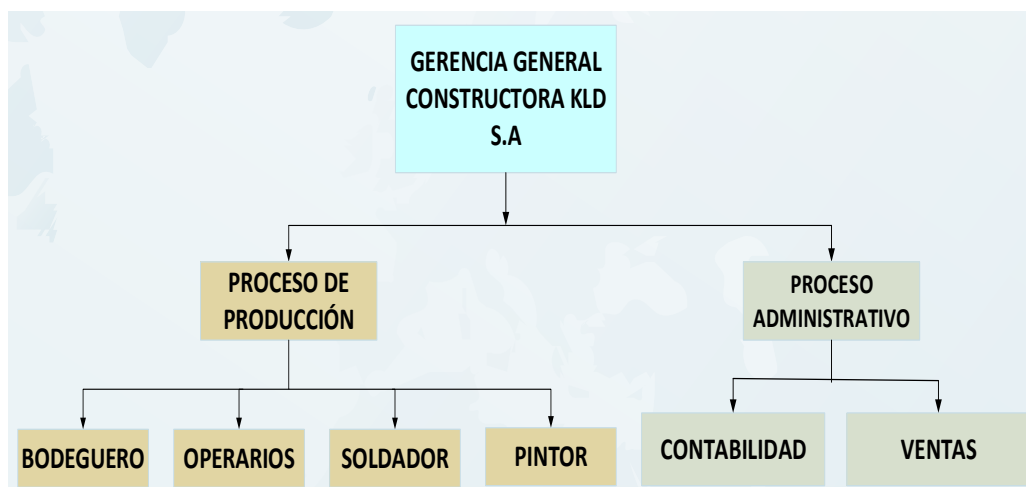 GERENCIA GENERAL
CONSTRUCTORA KLD
S.A
PROCESO DE
PRODUCCIÓN
PROCESO
ADMINISTRATIVO
BODEGUERO
OPERARIOS
SOLDADOR
PINTOR
CONTABILIDAD
VENTAS